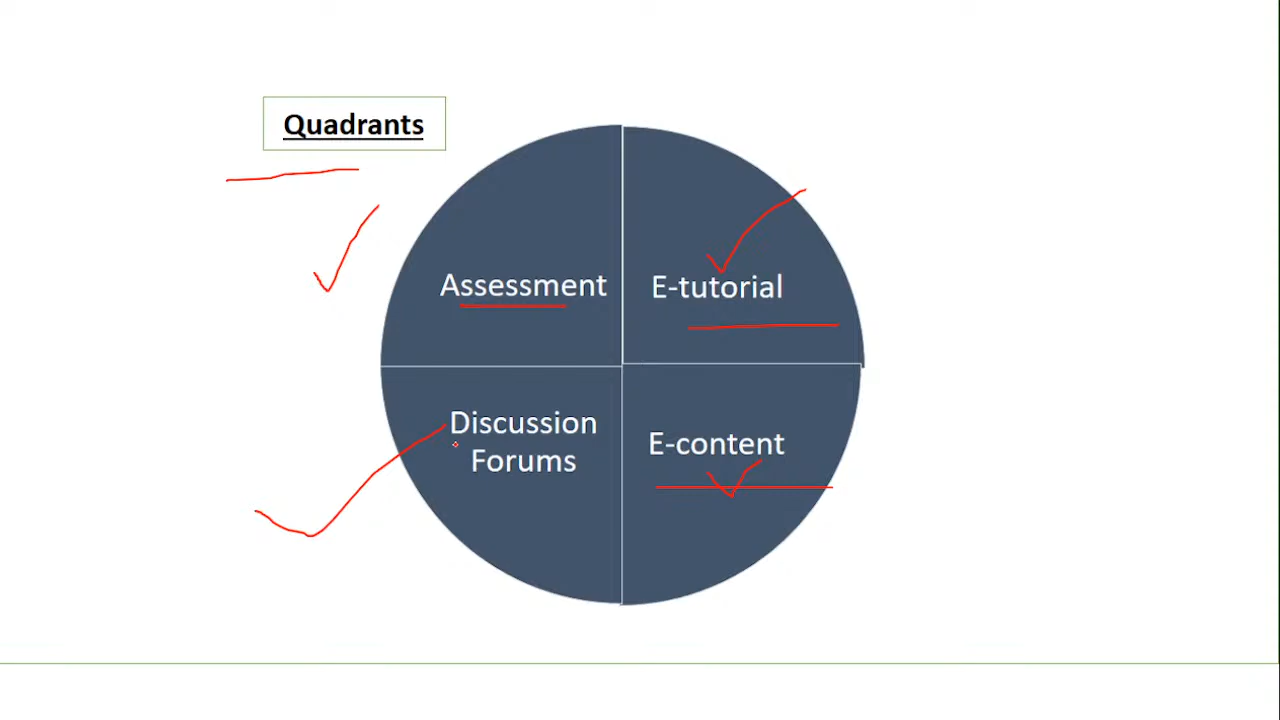 Quadrants
Assessment
E-tutorial
Discussion
Forums
E-content